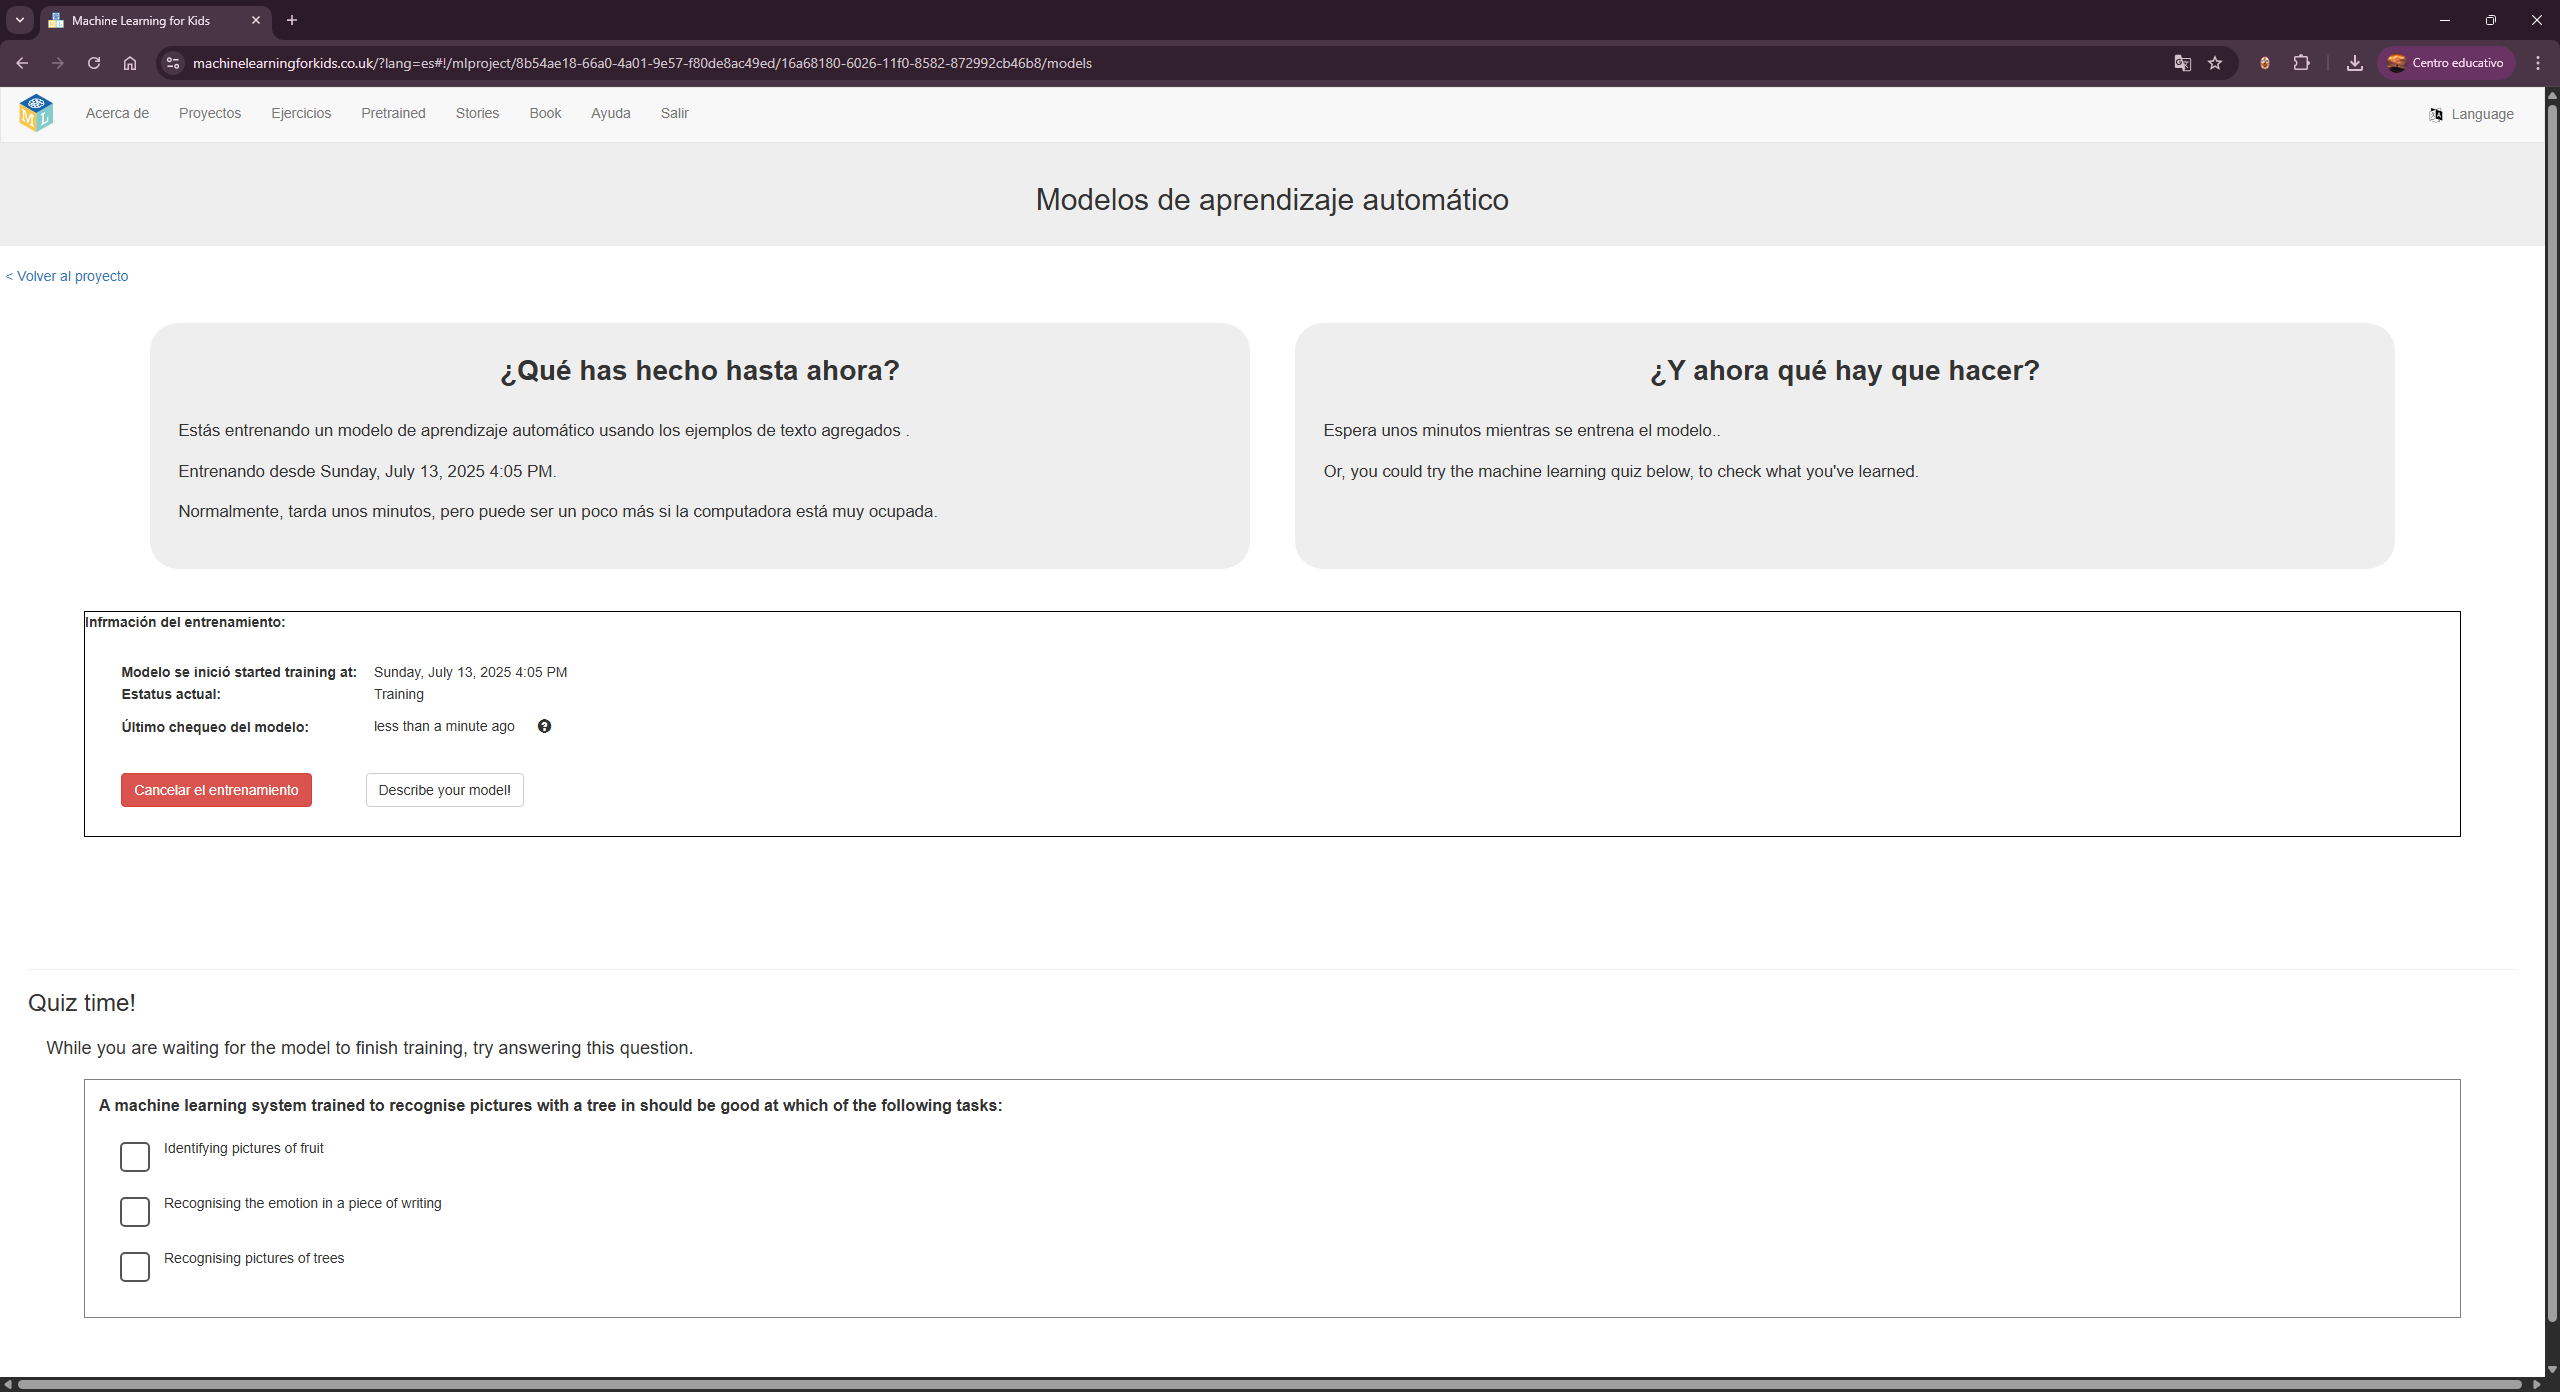 Machine Learning for Kids
machinelearningforkids.co.uk/?lang=es#!/mlproject/8b54ae18-66a0-4a01-9e57-f80de8ac49ed/16a68180-6026-11f0-8582-872992cb46b8/models
Centro educativo
M L
Acerca de
Proyectos
Ejercicios
Pretrained
Stories
Book
Ayuda
Salir
Language
Modelos de aprendizaje automático
< Volver al proyecto
¿Qué has hecho hasta ahora?
Estás entrenando un modelo de aprendizaje automático usando los ejemplos de texto agregados .
Entrenando desde Sunday, July 13, 2025 4:05 PM.
Normalmente, tarda unos minutos, pero puede ser un poco más si la computadora está muy ocupada.
¿Y ahora qué hay que hacer?
Espera unos minutos mientras se entrena el modelo..
Or, you could try the machine learning quiz below, to check what you've learned.
Infrmación del entrenamiento:
Modelo se inició started training at: Sunday, July 13, 2025 4:05 PM
Estatus actual: Training
Último chequeo del modelo: less than a minute ago ?
Cancelar el entrenamiento
Describe your model!
Quiz time!
While you are waiting for the model to finish training, try answering this question.
A machine learning system trained to recognise pictures with a tree in should be good at which of the following tasks:
Identifying pictures of fruit
Recognising the emotion in a piece of writing
Recognising pictures of trees